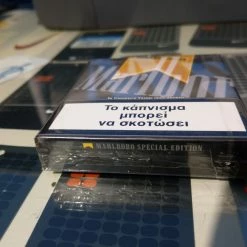 Το κάπνισμα
μπορεί
να σκοτώσει
MARLBORO SPECIAL EDITION